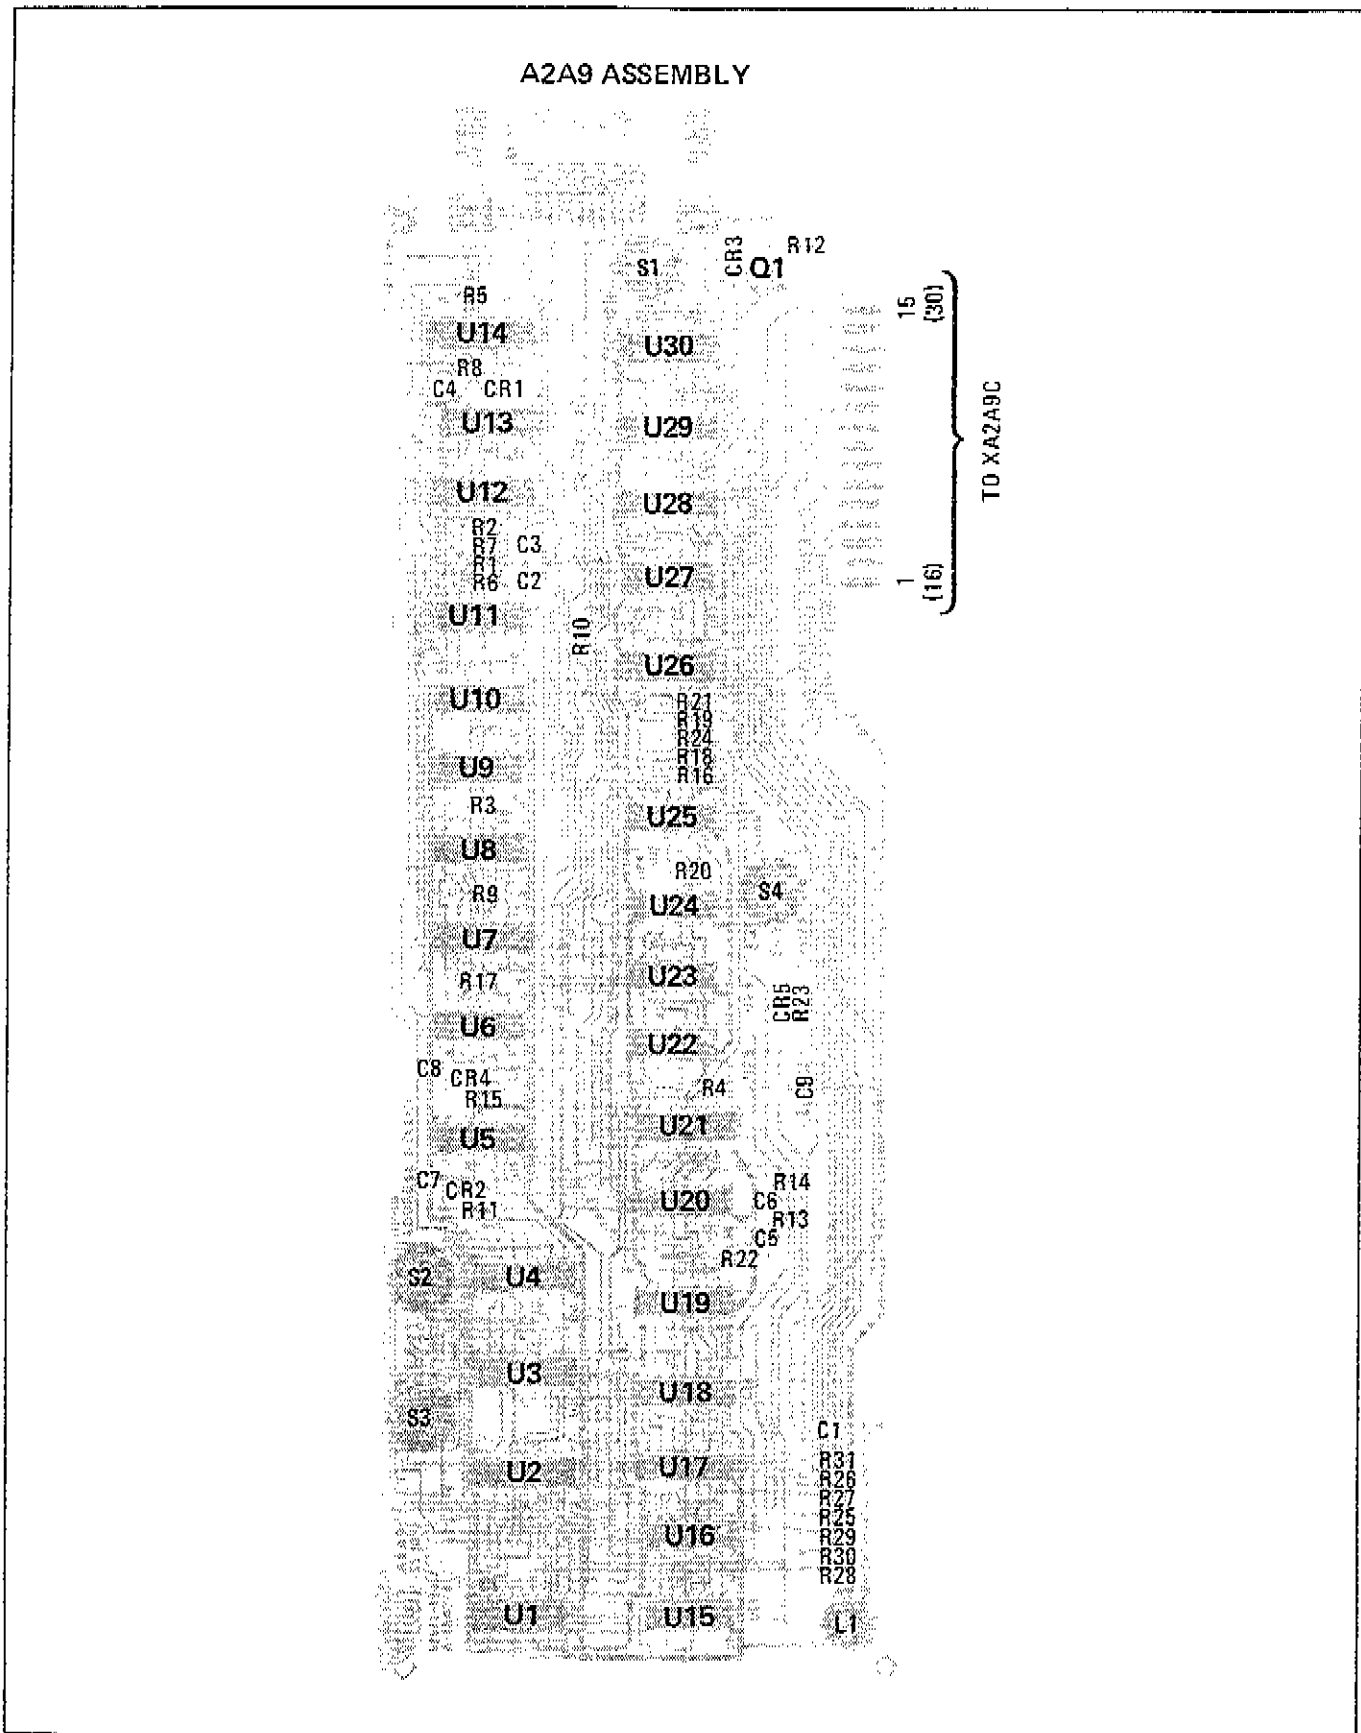 A2A9 ASSEMBLY
CR3
R12
S1
Q1
R5
15
(30)
U14
U30
R8
C4
CR1
TO XA2A9C
U13
U29
U12
U28
R2
R7
C3
R1
R6
C2
U27
1
(16)
U11
R10
U26
U10
R21
R19
R24
R18
R16
U9
R3
U25
U8
R20
R9
S4
U24
U7
R17
U23
CR5
R23
U6
U22
C8
CR4
R4
C9
R15
U21
U5
C7
CR2
R11
U20
R14
C6
R13
C5
R22
S2
U4
U19
U3
U18
S3
C1
U2
U17
R31
R26
R27
R25
R29
R30
R28
U16
U1
U15
L1